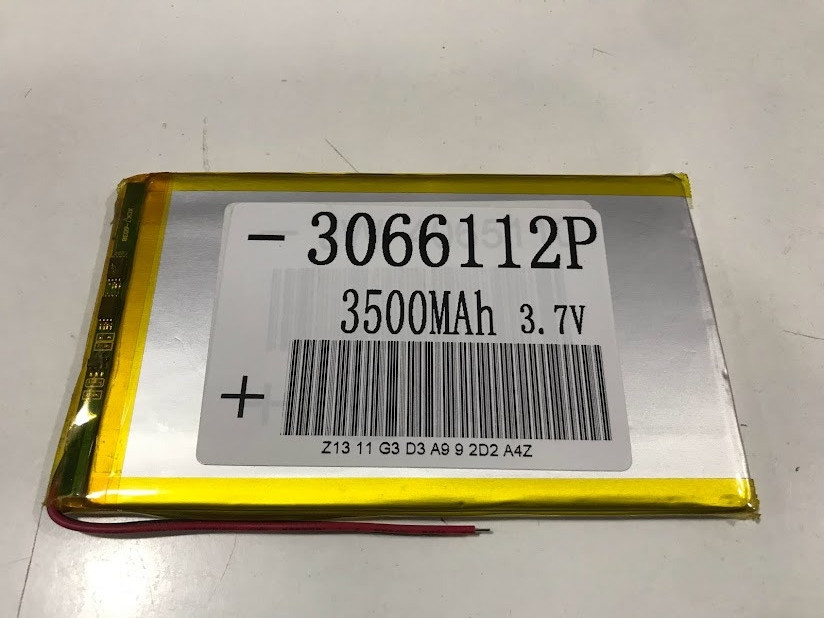 - 3066112P
3500MAh 3.7V
+
Z13 11 G3 D3 A9 9 2D2 A4Z